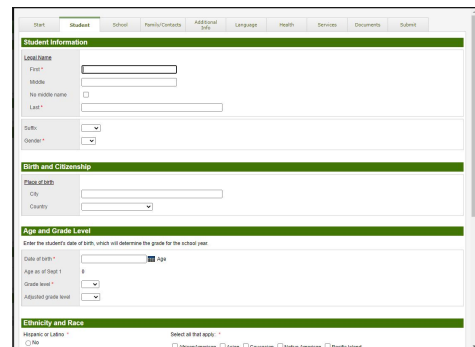 Start Student School Family/Contacts Additional Info Language Health Services Documents Submit
Student Information
Legal Name
First *
Middle
No middle name
Last *
Suffix
Gender *
Birth and Citizenship
Place of birth
City
Country
Age and Grade Level
Enter the student's date of birth, which will determine the grade for the school year.
Date of birth * Age
Age as of Sept 1 0
Grade level *
Adjusted grade level
Ethnicity and Race
Hispanic or Latino * Select all that apply: *
No
African/American Asian Caucasian Native American Pacific Island